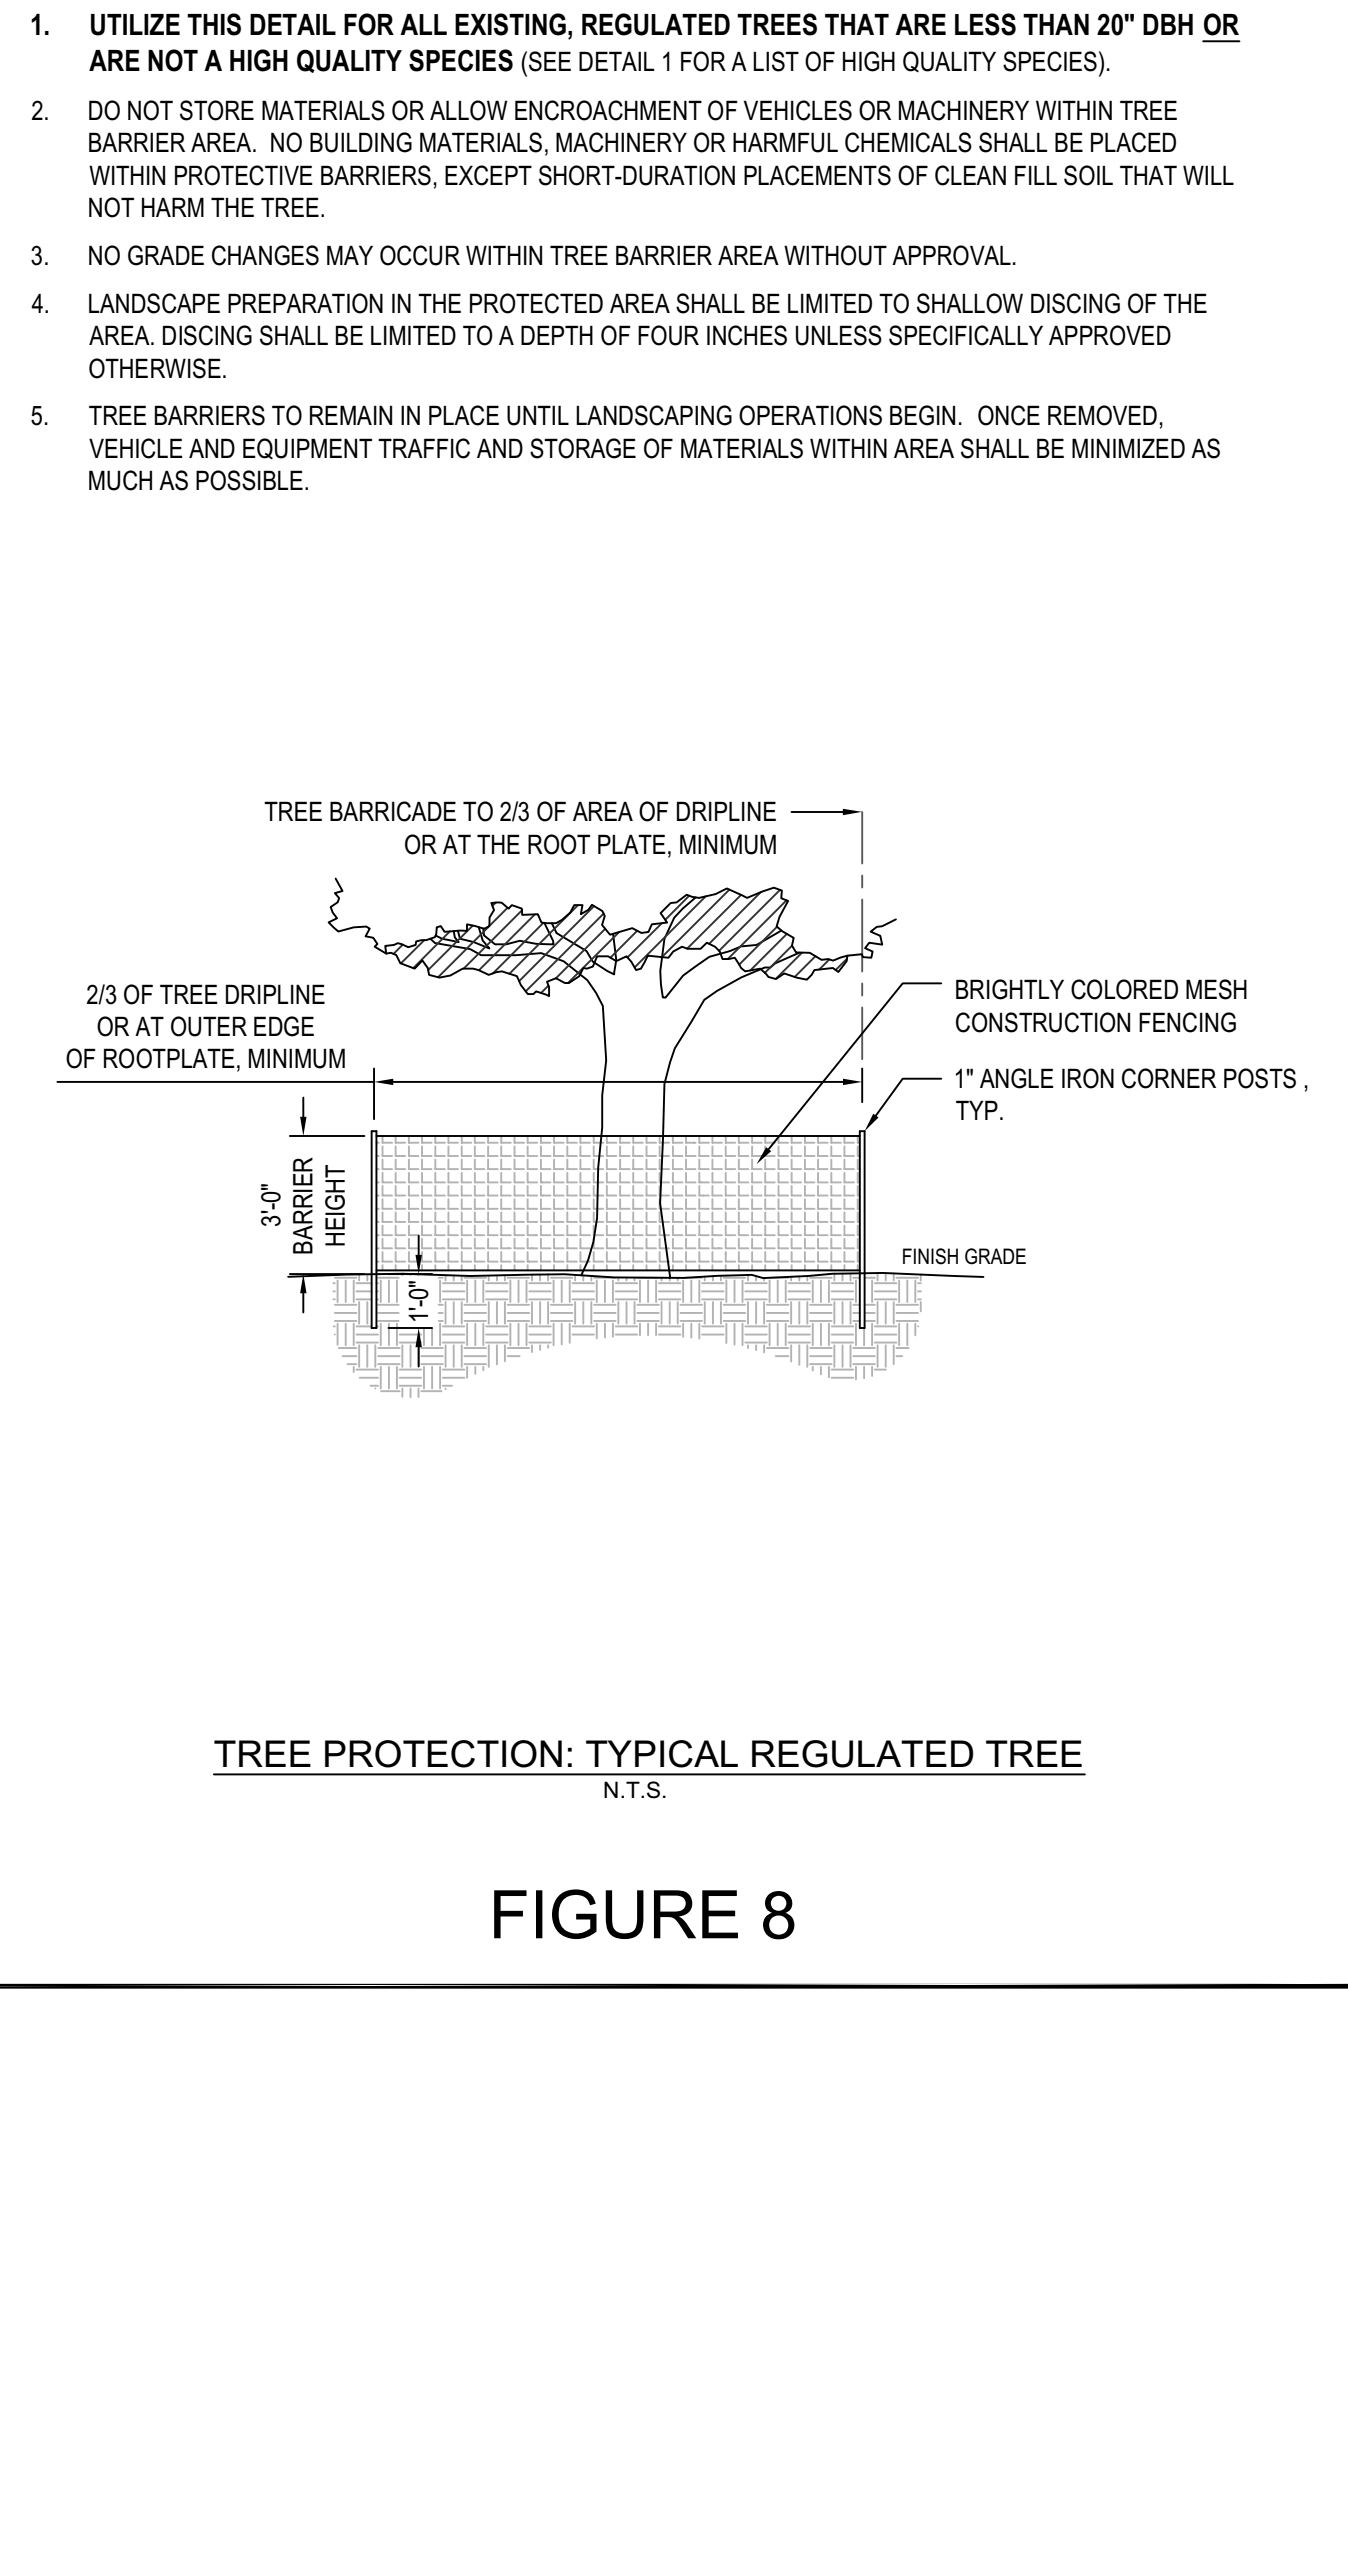 1. UTILIZE THIS DETAIL FOR ALL EXISTING, REGULATED TREES THAT ARE LESS THAN 20" DBH OR
ARE NOT A HIGH QUALITY SPECIES (SEE DETAIL 1 FOR A LIST OF HIGH QUALITY SPECIES).
2. DO NOT STORE MATERIALS OR ALLOW ENCROACHMENT OF VEHICLES OR MACHINERY WITHIN TREE
BARRIER AREA. NO BUILDING MATERIALS, MACHINERY OR HARMFUL CHEMICALS SHALL BE PLACED
WITHIN PROTECTIVE BARRIERS, EXCEPT SHORT-DURATION PLACEMENTS OF CLEAN FILL SOIL THAT WILL
NOT HARM THE TREE.
3. NO GRADE CHANGES MAY OCCUR WITHIN TREE BARRIER AREA WITHOUT APPROVAL.
4. LANDSCAPE PREPARATION IN THE PROTECTED AREA SHALL BE LIMITED TO SHALLOW DISCING OF THE
AREA. DISCING SHALL BE LIMITED TO A DEPTH OF FOUR INCHES UNLESS SPECIFICALLY APPROVED
OTHERWISE.
5. TREE BARRIERS TO REMAIN IN PLACE UNTIL LANDSCAPING OPERATIONS BEGIN. ONCE REMOVED,
VEHICLE AND EQUIPMENT TRAFFIC AND STORAGE OF MATERIALS WITHIN AREA SHALL BE MINIMIZED AS
MUCH AS POSSIBLE.
TREE BARRICADE TO 2/3 OF AREA OF DRIPLINE
OR AT THE ROOT PLATE, MINIMUM
2/3 OF TREE DRIPLINE
OR AT OUTER EDGE
OF ROOTPLATE, MINIMUM
BRIGHTLY COLORED MESH
CONSTRUCTION FENCING
1" ANGLE IRON CORNER POSTS ,
TYP.
3'-0"
BARRIER
HEIGHT
FINISH GRADE
1'-0"
TREE PROTECTION: TYPICAL REGULATED TREE
N.T.S.
FIGURE 8